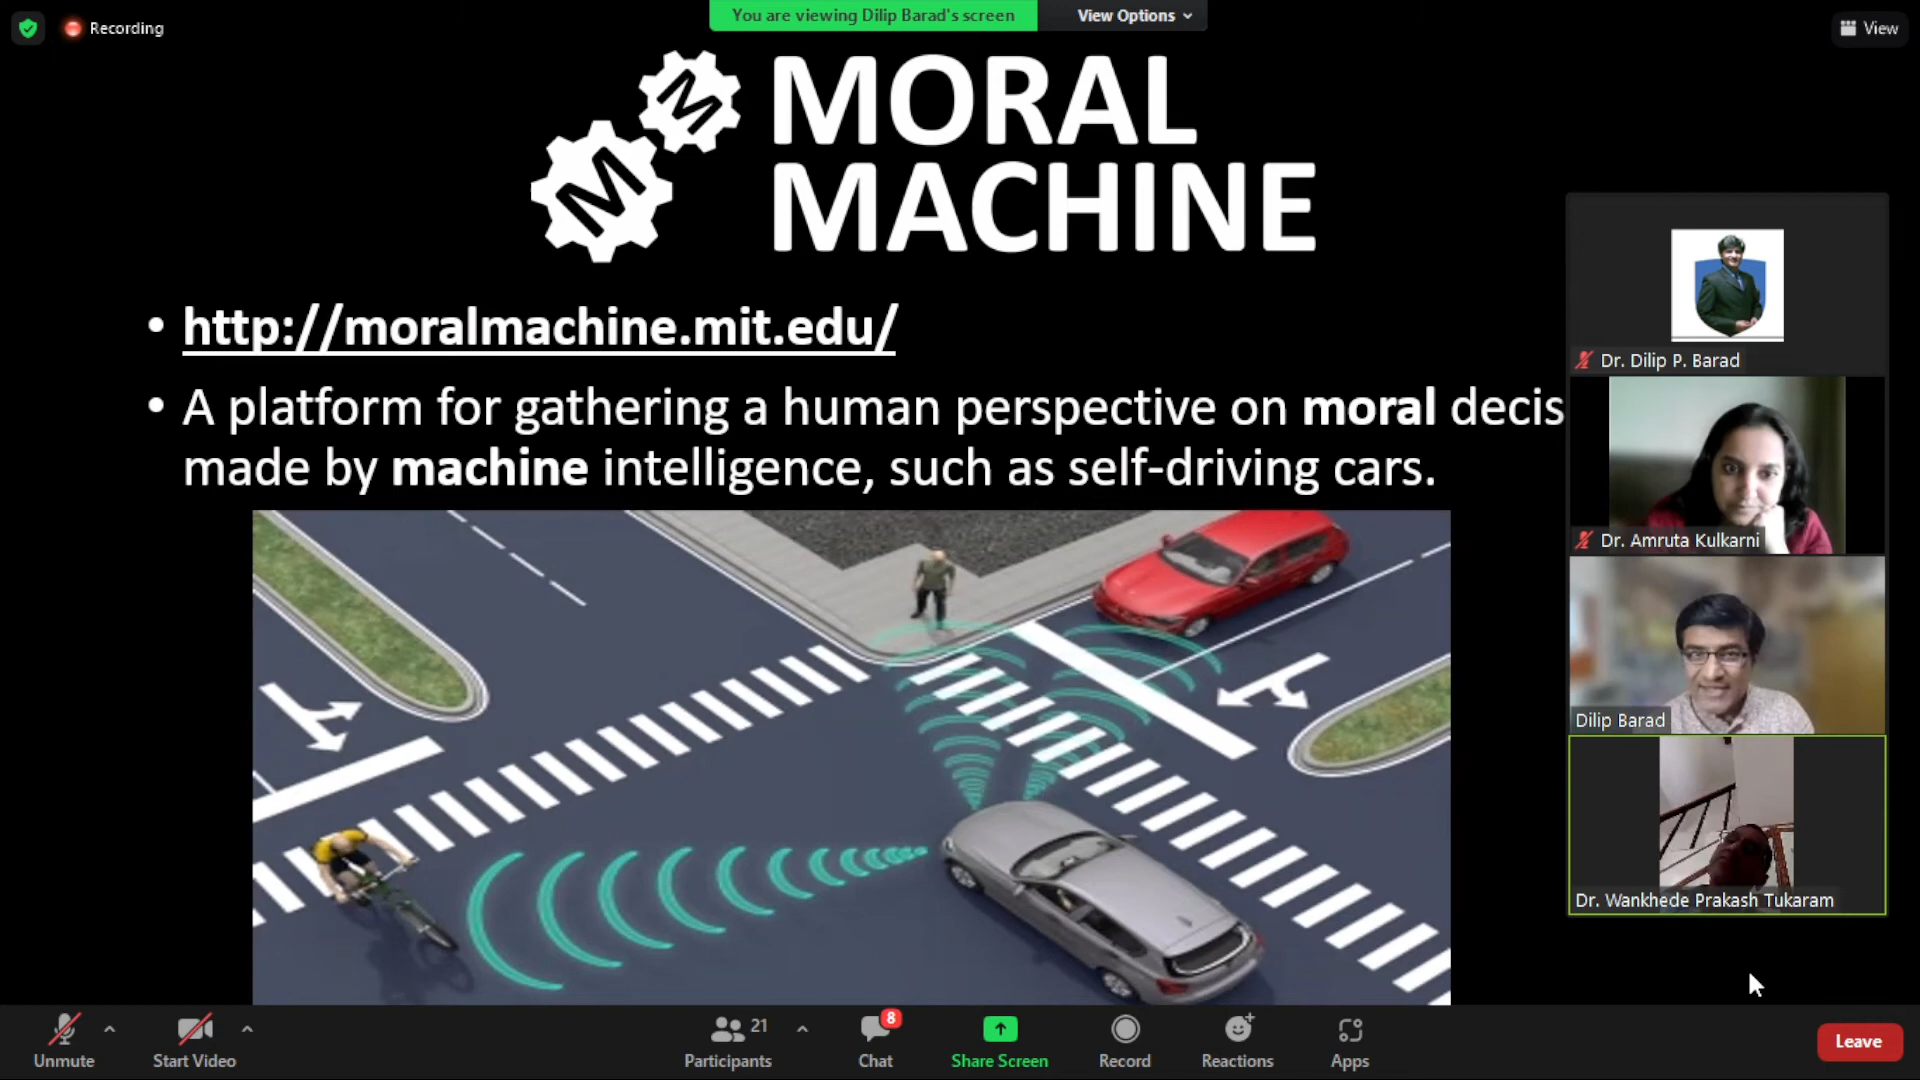 Recording
You are viewing Dilip Barad's screen
View Options
View
M
M
MORAL
MACHINE
• http://moralmachine.mit.edu/
• A platform for gathering a human perspective on moral decis
made by machine intelligence, such as self-driving cars.
Dr. Dilip P. Barad
Dr. Amruta Kulkarni
Dilip Barad
Dr. Wankhede Prakash Tukaram
Unmute
Start Video
21
Participants
8
Chat
Share Screen
Record
Reactions
Apps
Leave